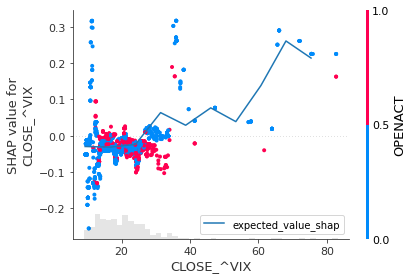 0.3
0.2
0.1
0.0
−0.1
−0.2
SHAP value for
CLOSE_^VIX
20
40
60
80
CLOSE_^VIX
expected_value_shap
1.0
0.5
0.0
OPENACT